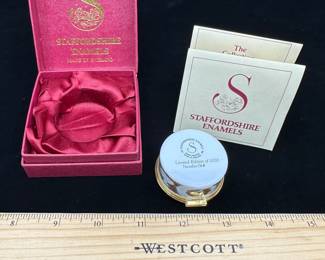 STAFFORDSHIRE
ENAMELS
MADE IN ENGLAND
The
S
STAFFORDSHIRE
ENAMELS
S
Limited Edition of
Number
8 9 10 11 12 13 14 15
WESTCOTT